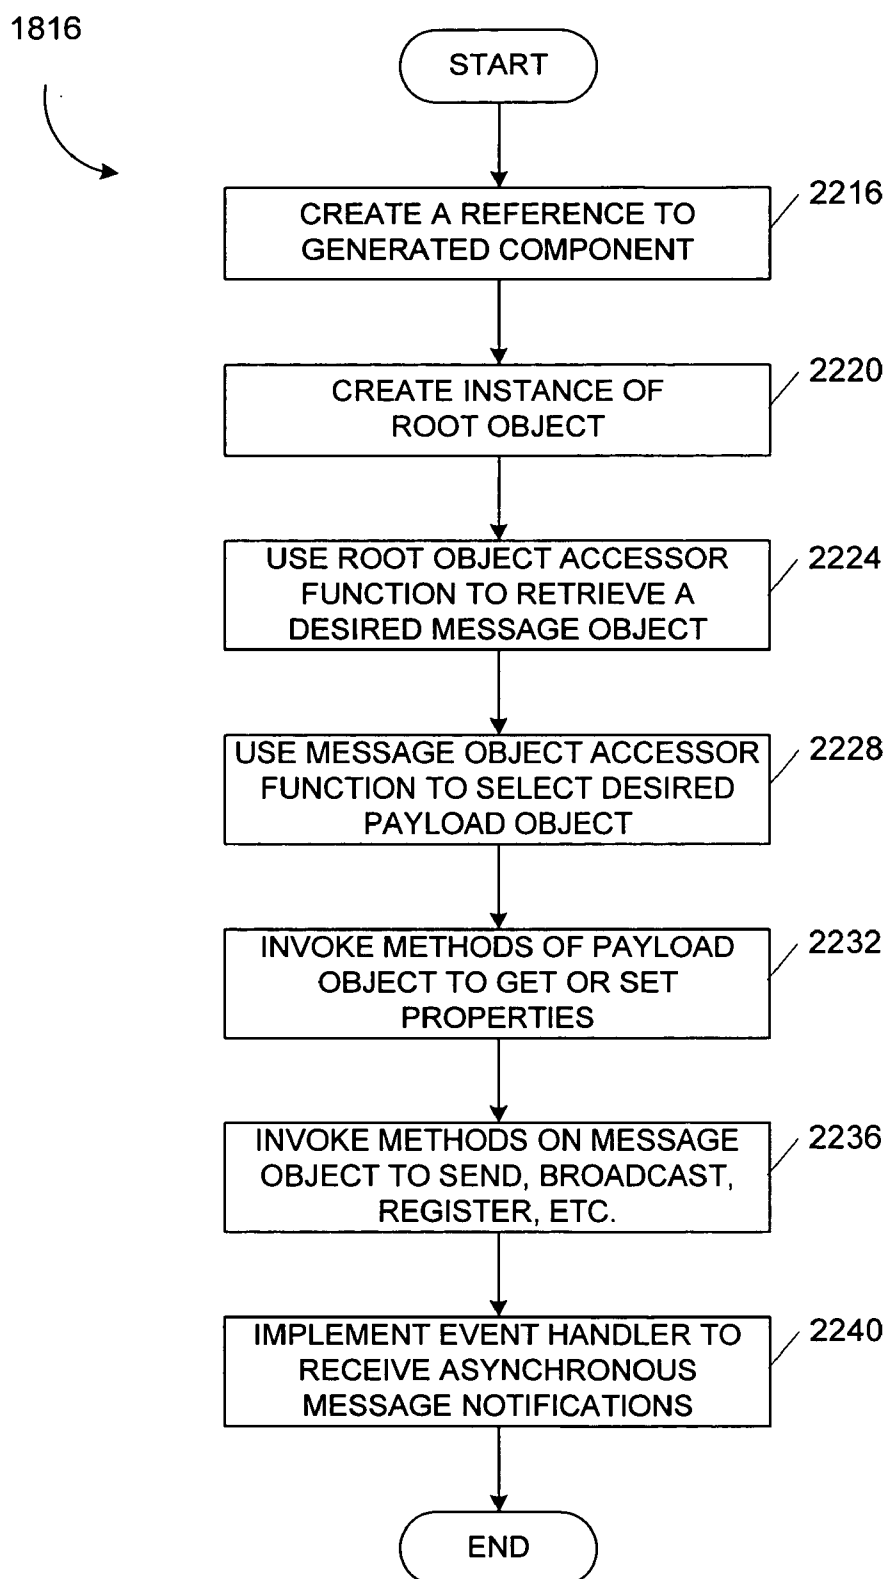 1816
START
CREATE A REFERENCE TO
GENERATED COMPONENT
2216
CREATE INSTANCE OF
ROOT OBJECT
2220
USE ROOT OBJECT ACCESSOR
FUNCTION TO RETRIEVE A
DESIRED MESSAGE OBJECT
2224
USE MESSAGE OBJECT ACCESSOR
FUNCTION TO SELECT DESIRED
PAYLOAD OBJECT
2228
INVOKE METHODS OF PAYLOAD
OBJECT TO GET OR SET
PROPERTIES
2232
INVOKE METHODS ON MESSAGE
OBJECT TO SEND, BROADCAST,
REGISTER, ETC.
2236
IMPLEMENT EVENT HANDLER TO
RECEIVE ASYNCHRONOUS
MESSAGE NOTIFICATIONS
2240
END